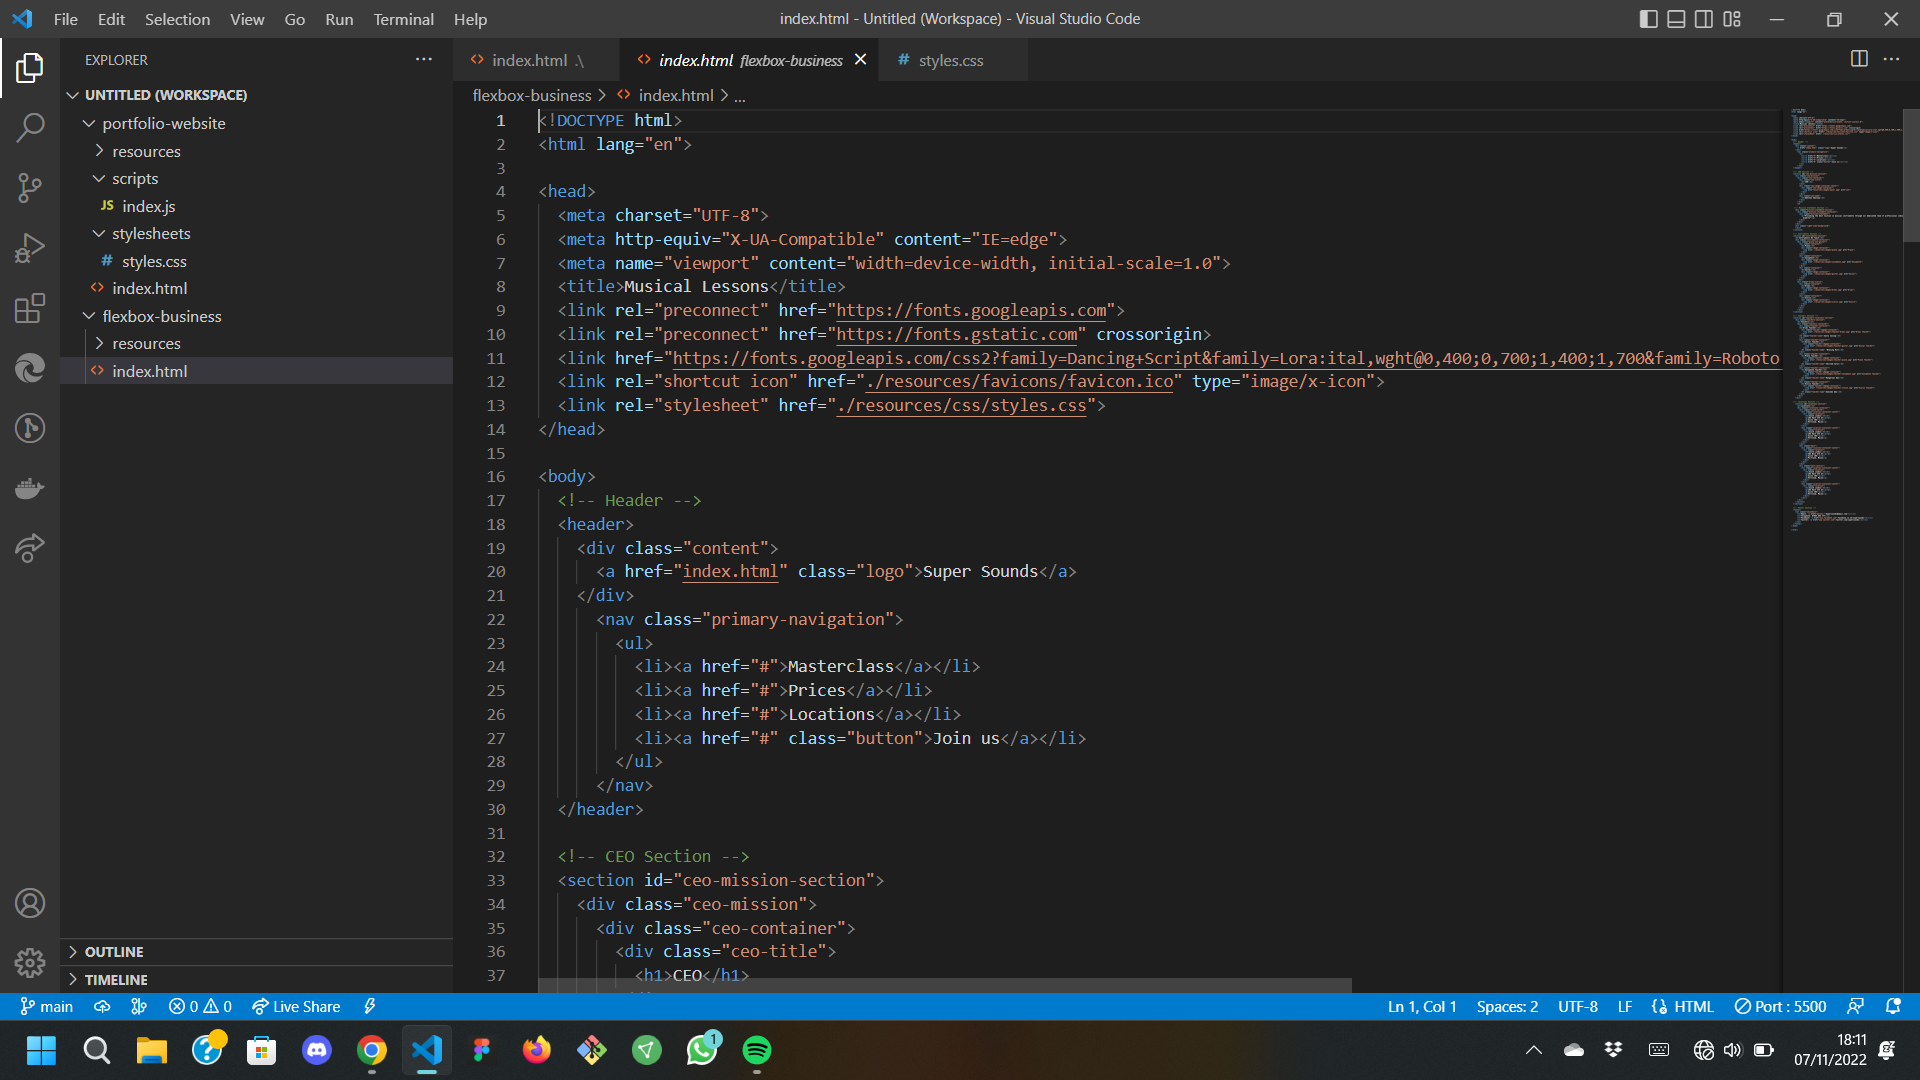 File Edit Selection View Go Run Terminal Help
index.html - Untitled (Workspace) - Visual Studio Code
EXPLORER
UNTITLED (WORKSPACE)
portfolio-website
resources
scripts
JS index.js
stylesheets
# styles.css
<> index.html
flexbox-business
resources
<> index.html
OUTLINE
TIMELINE
<> index.html .\
<> index.html flexbox-business
# styles.css
flexbox-business > <> index.html > ...
1 <!DOCTYPE html>
2 <html lang="en">
3
4 <head>
5 <meta charset="UTF-8">
6 <meta http-equiv="X-UA-Compatible" content="IE=edge">
7 <meta name="viewport" content="width=device-width, initial-scale=1.0">
8 <title>Musical Lessons</title>
9 <link rel="preconnect" href="https://fonts.googleapis.com">
10 <link rel="preconnect" href="https://fonts.gstatic.com" crossorigin>
11 <link href="https://fonts.googleapis.com/css2?family=Dancing+Script&family=Lora:ital,wght@0,400;0,700;1,400;1,700&family=Roboto
12 <link rel="shortcut icon" href="./resources/favicons/favicon.ico" type="image/x-icon">
13 <link rel="stylesheet" href="./resources/css/styles.css">
14 </head>
15
16 <body>
17 <!-- Header -->
18 <header>
19 <div class="content">
20 <a href="index.html" class="logo">Super Sounds</a>
21 </div>
22 <nav class="primary-navigation">
23 <ul>
24 <li><a href="#">Masterclass</a></li>
25 <li><a href="#">Prices</a></li>
26 <li><a href="#">Locations</a></li>
27 <li><a href="#" class="button">Join us</a></li>
28 </ul>
29 </nav>
30 </header>
31
32 <!-- CEO Section -->
33 <section id="ceo-mission-section">
34 <div class="ceo-mission">
35 <div class="ceo-container">
36 <div class="ceo-title">
37 <h1>CEO</h1>
main 0 0 Live Share
Ln 1, Col 1 Spaces: 2 UTF-8 LF {} HTML Port : 5500
1
18:11
07/11/2022